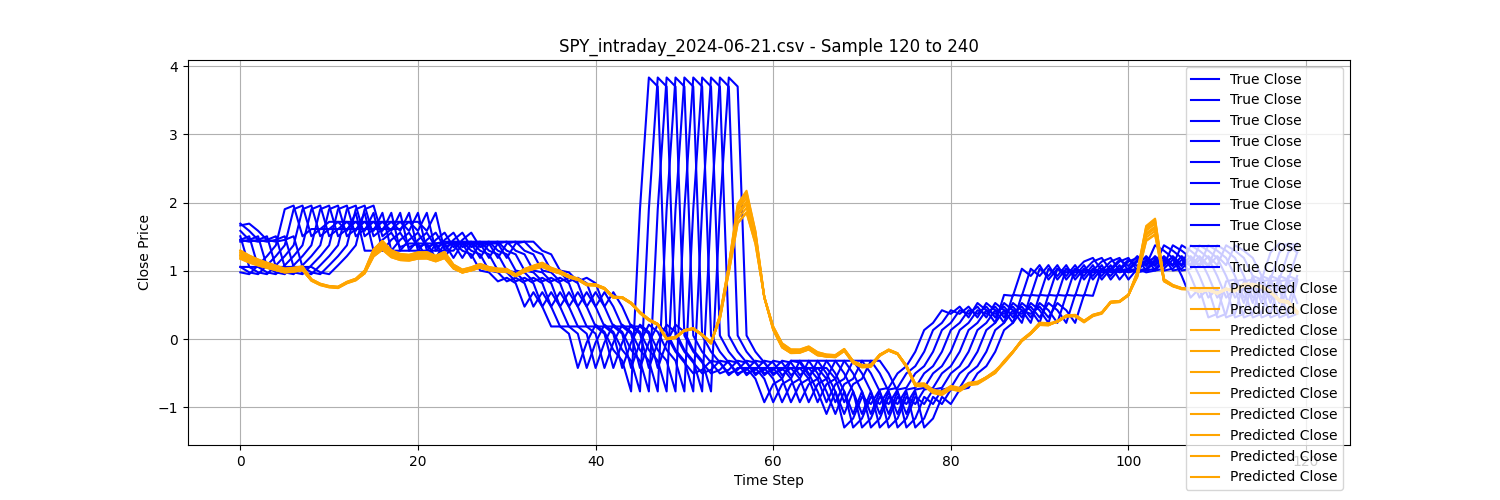 SPY_intraday_2024-06-21.csv - Sample 120 to 240
Close Price
4
3
2
1
0
−1
0
20
40
60
80
100
120
Time Step
True Close
True Close
True Close
True Close
True Close
True Close
True Close
True Close
True Close
True Close
Predicted Close
Predicted Close
Predicted Close
Predicted Close
Predicted Close
Predicted Close
Predicted Close
Predicted Close
Predicted Close
Predicted Close